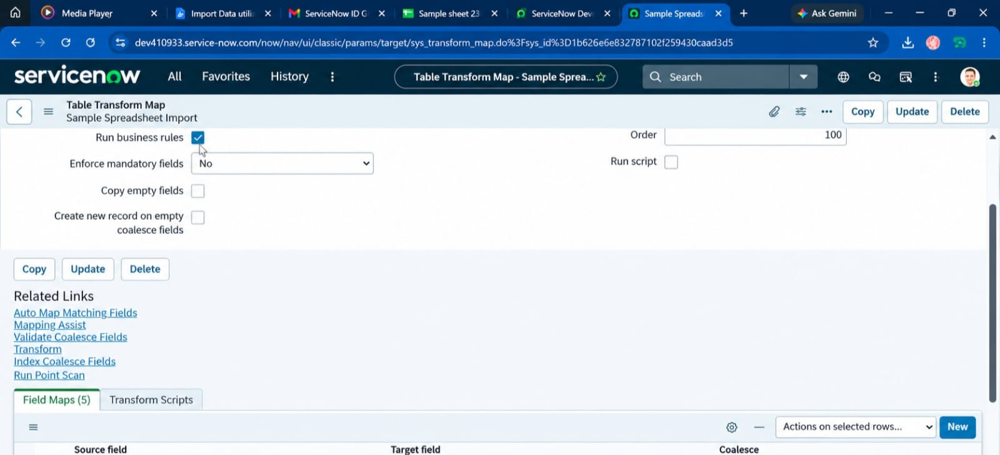 Media Player
Import Data utili
ServiceNow ID G
Sample sheet 23
ServiceNow Dev
Sample Spreads
Ask Gemini
dev410933.service-now.com/now/nav/ui/classic/params/target/sys_transform_map.do%3Fsys_id%3D1b626e6e832787102f259430caad3d5
servicenow
All
Favorites
History
Table Transform Map - Sample Sprea...
Search
Table Transform Map
Sample Spreadsheet Import
Copy
Update
Delete
Run business rules
Order
100
Enforce mandatory fields
No
Run script
Copy empty fields
Create new record on empty
coalesce fields
Copy
Update
Delete
Related Links
Auto Map Matching Fields
Mapping Assist
Validate Coalesce Fields
Transform
Index Coalesce Fields
Run Point Scan
Field Maps (5)
Transform Scripts
Actions on selected rows...
New
Source field
Target field
Coalesce